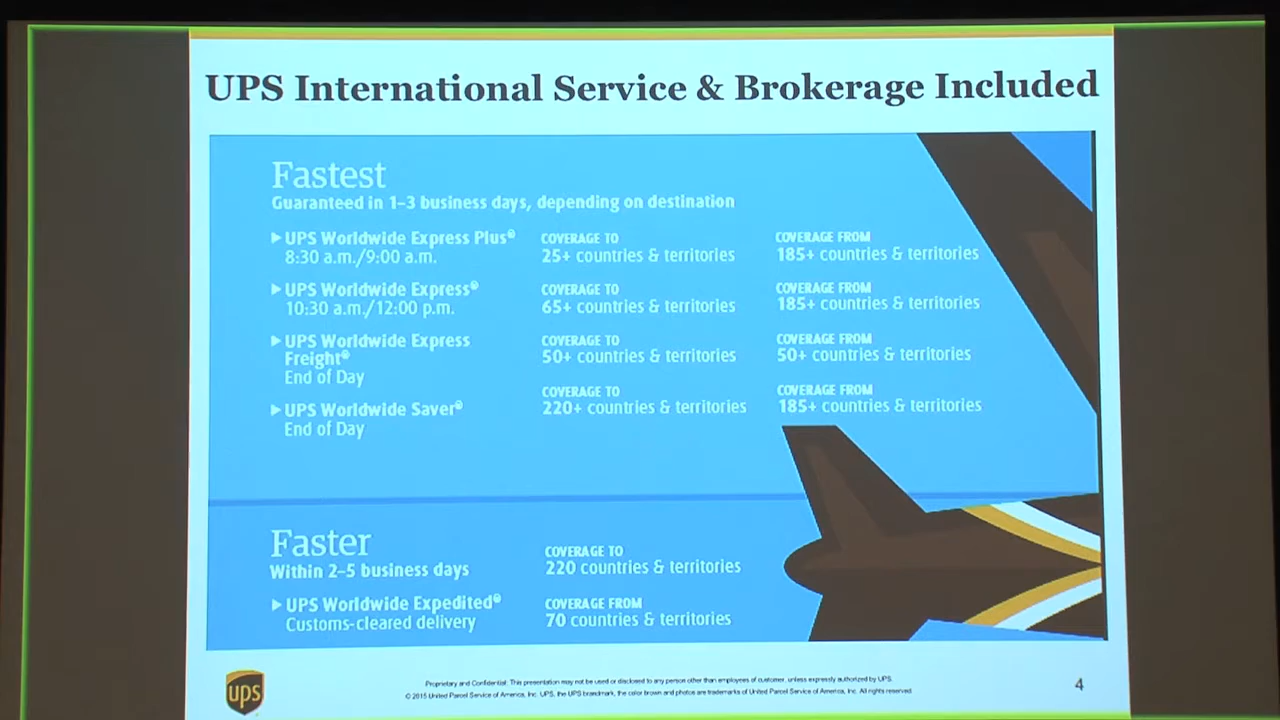 UPS International Service & Brokerage Included
Fastest
Guaranteed in 1–3 business days, depending on destination
▶ UPS Worldwide Express Plus®
8:30 a.m./9:00 a.m.
COVERAGE TO
25+ countries & territories
COVERAGE FROM
185+ countries & territories
▶ UPS Worldwide Express®
10:30 a.m./12:00 p.m.
COVERAGE TO
65+ countries & territories
COVERAGE FROM
185+ countries & territories
▶ UPS Worldwide Express
Freight®
End of Day
COVERAGE TO
50+ countries & territories
COVERAGE FROM
50+ countries & territories
▶ UPS Worldwide Saver®
End of Day
COVERAGE TO
220+ countries & territories
COVERAGE FROM
185+ countries & territories
Faster
Within 2–5 business days
COVERAGE TO
220 countries & territories
▶ UPS Worldwide Expedited®
Customs-cleared delivery
COVERAGE FROM
70 countries & territories
ups
Proprietary and Confidential: This presentation may not be used or disclosed to any person other than employees of customer, unless expressly authorized by UPS.
© 2015 United Parcel Service of America, Inc. UPS, the UPS brandmark, the color brown and photos are trademarks of United Parcel Service of America, Inc. All rights reserved.
4